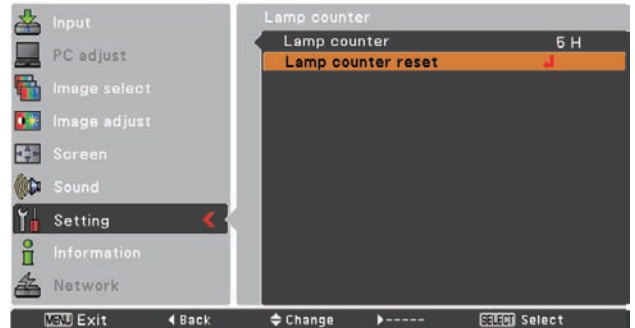 Input
PC adjust
Image select
Image adjust
Screen
Sound
Setting
Information
Network
Lamp counter
Lamp counter 5 H
Lamp counter reset
MENU Exit Back Change ----- SELECT Select